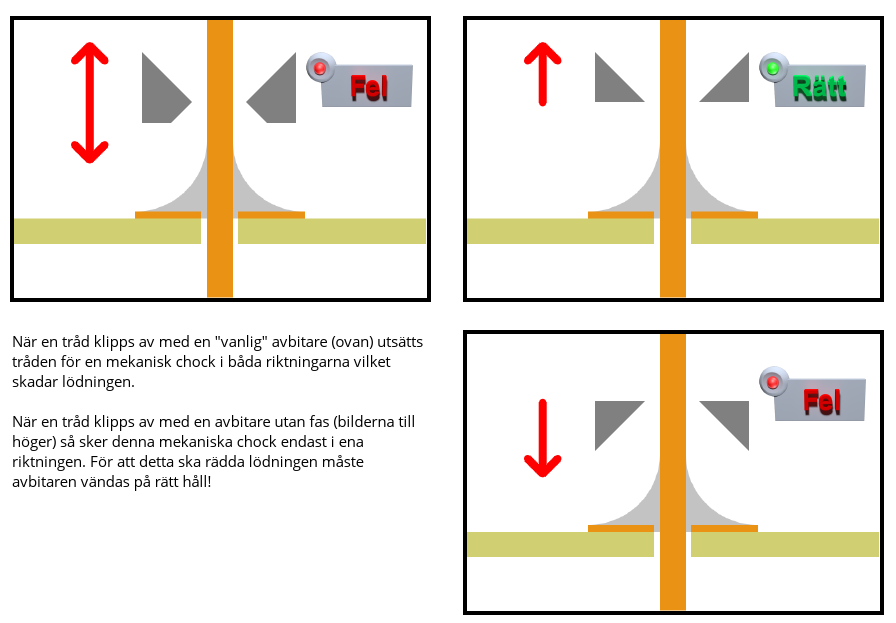 Fel
Rätt
När en tråd klipps av med en "vanlig" avbitare (ovan) utsätts
tråden för en mekanisk chock i båda riktningarna vilket
skadar lödningen.
När en tråd klipps av med en avbitare utan fas (bilderna till
höger) så sker denna mekaniska chock endast i ena
riktningen. För att detta ska rädda lödningen måste
avbitaren vändas på rätt håll!
Fel